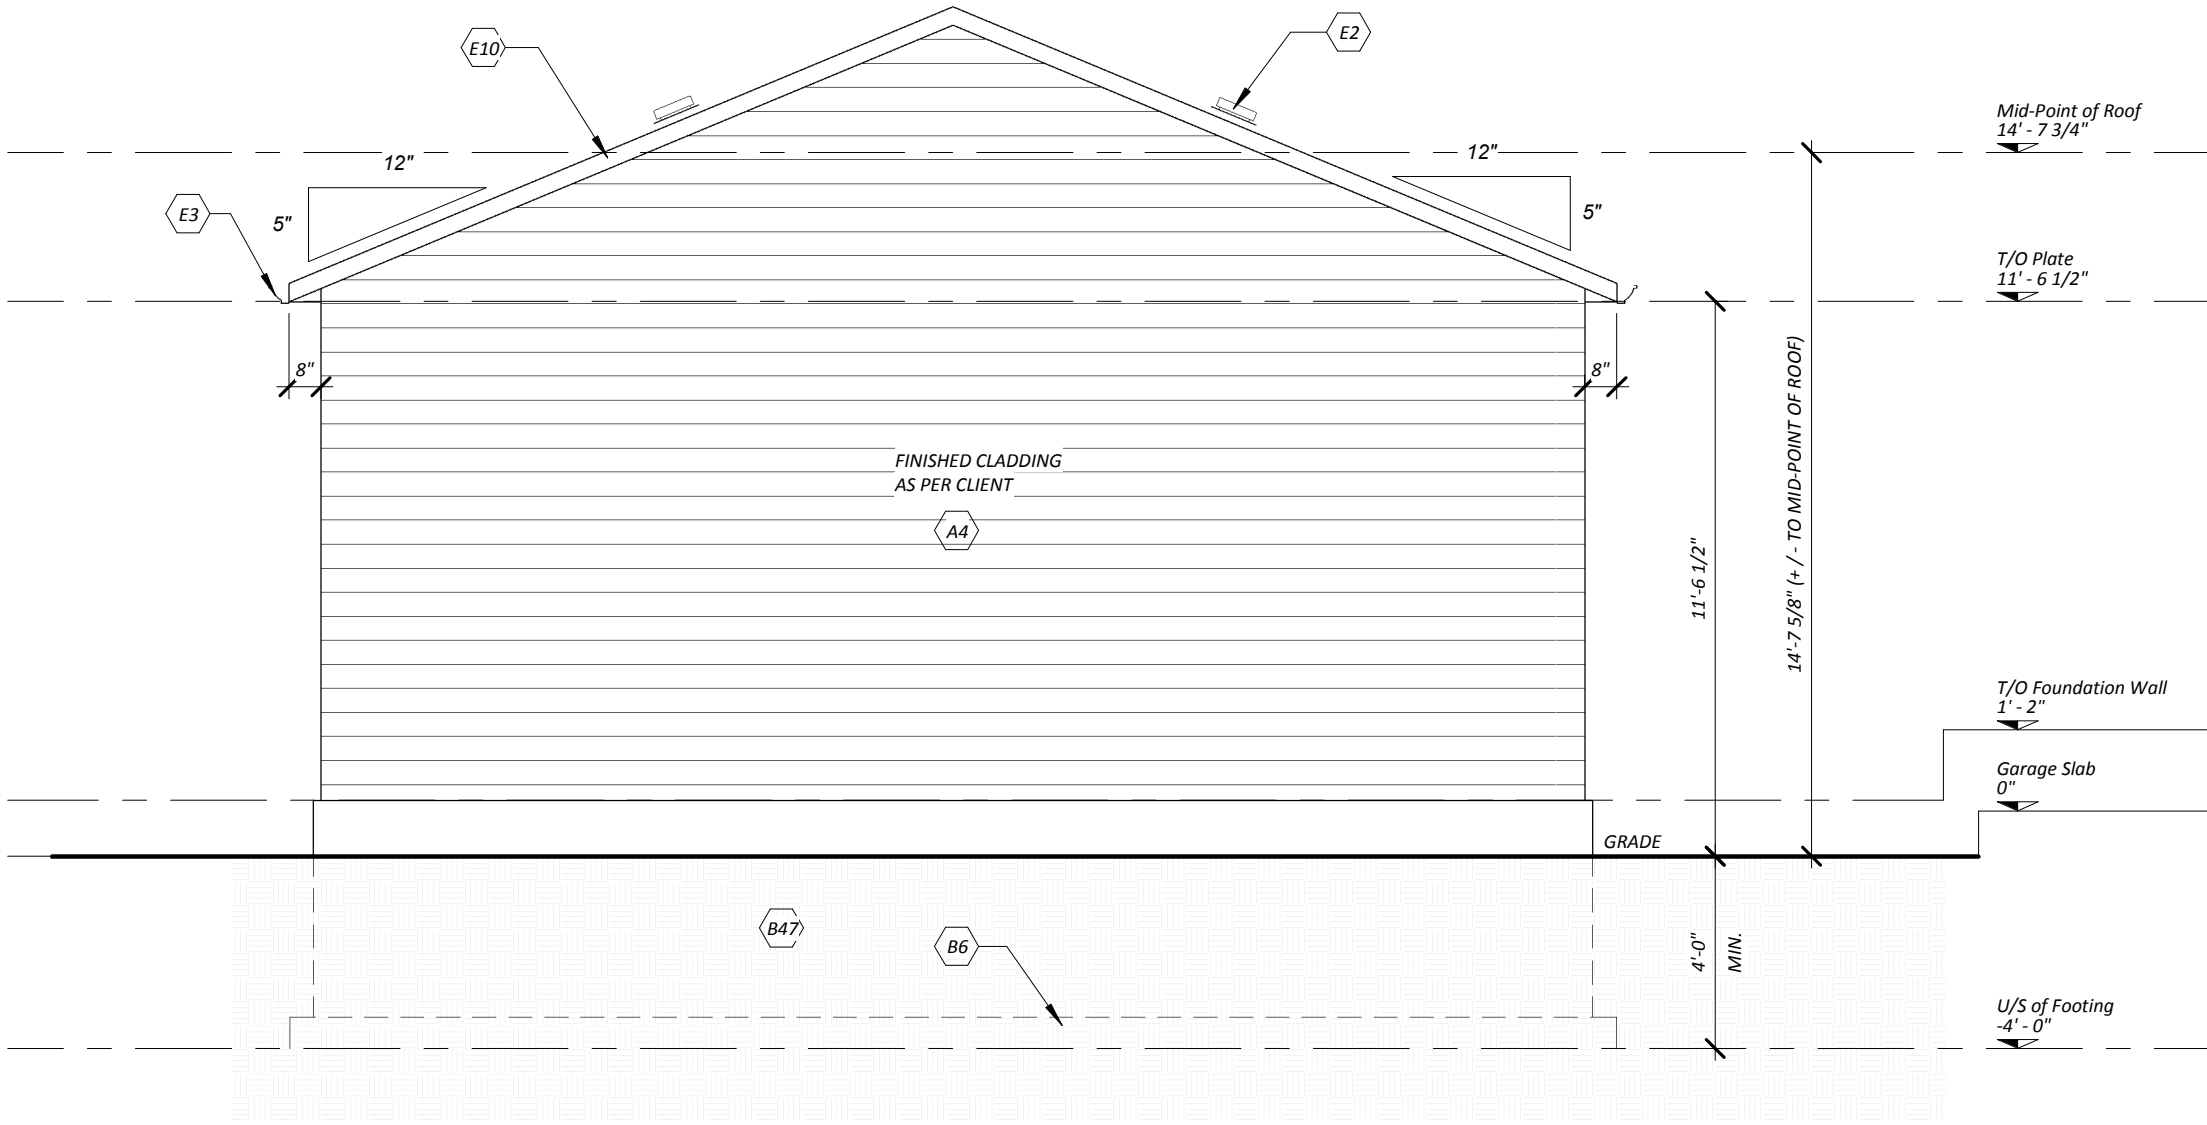 E10
E2
Mid-Point of Roof
14' - 7 3/4"
12"
12"
E3
5"
5"
T/O Plate
11' - 6 1/2"
8"
8"
FINISHED CLADDING
AS PER CLIENT
A4
11'-6 1/2"
14'-7 5/8" (+ / - TO MID-POINT OF ROOF)
T/O Foundation Wall
1' - 2"
Garage Slab
0"
GRADE
B47
B6
4'-0"
MIN.
U/S of Footing
-4' - 0"